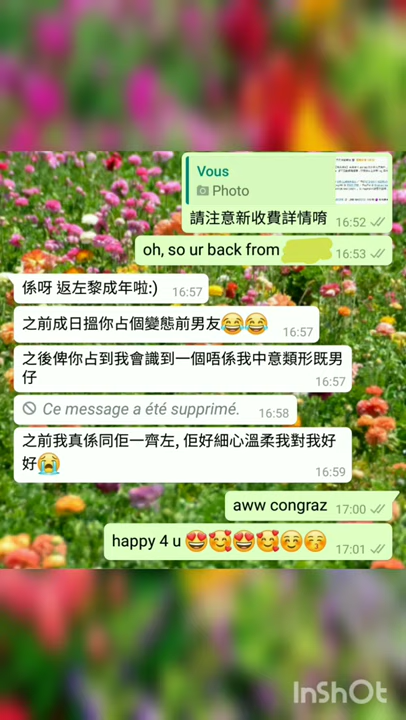 Vous
Photo
請注意新收費詳情唷 16:52
oh, so ur back from 16:53
係呀 返左黎成年啦:) 16:57
之前成日搵你占個變態前男友😂😂 16:57
之後俾你占到我會識到一個唔係我中意類形既男
仔 16:57
Ce message a été supprimé. 16:58
之前我真係同佢一齊左, 佢好細心溫柔我對我好
好😭 16:59
aww congraz 17:00
happy 4 u 😍🥰😍🥰☺️😚 17:01
InShOt